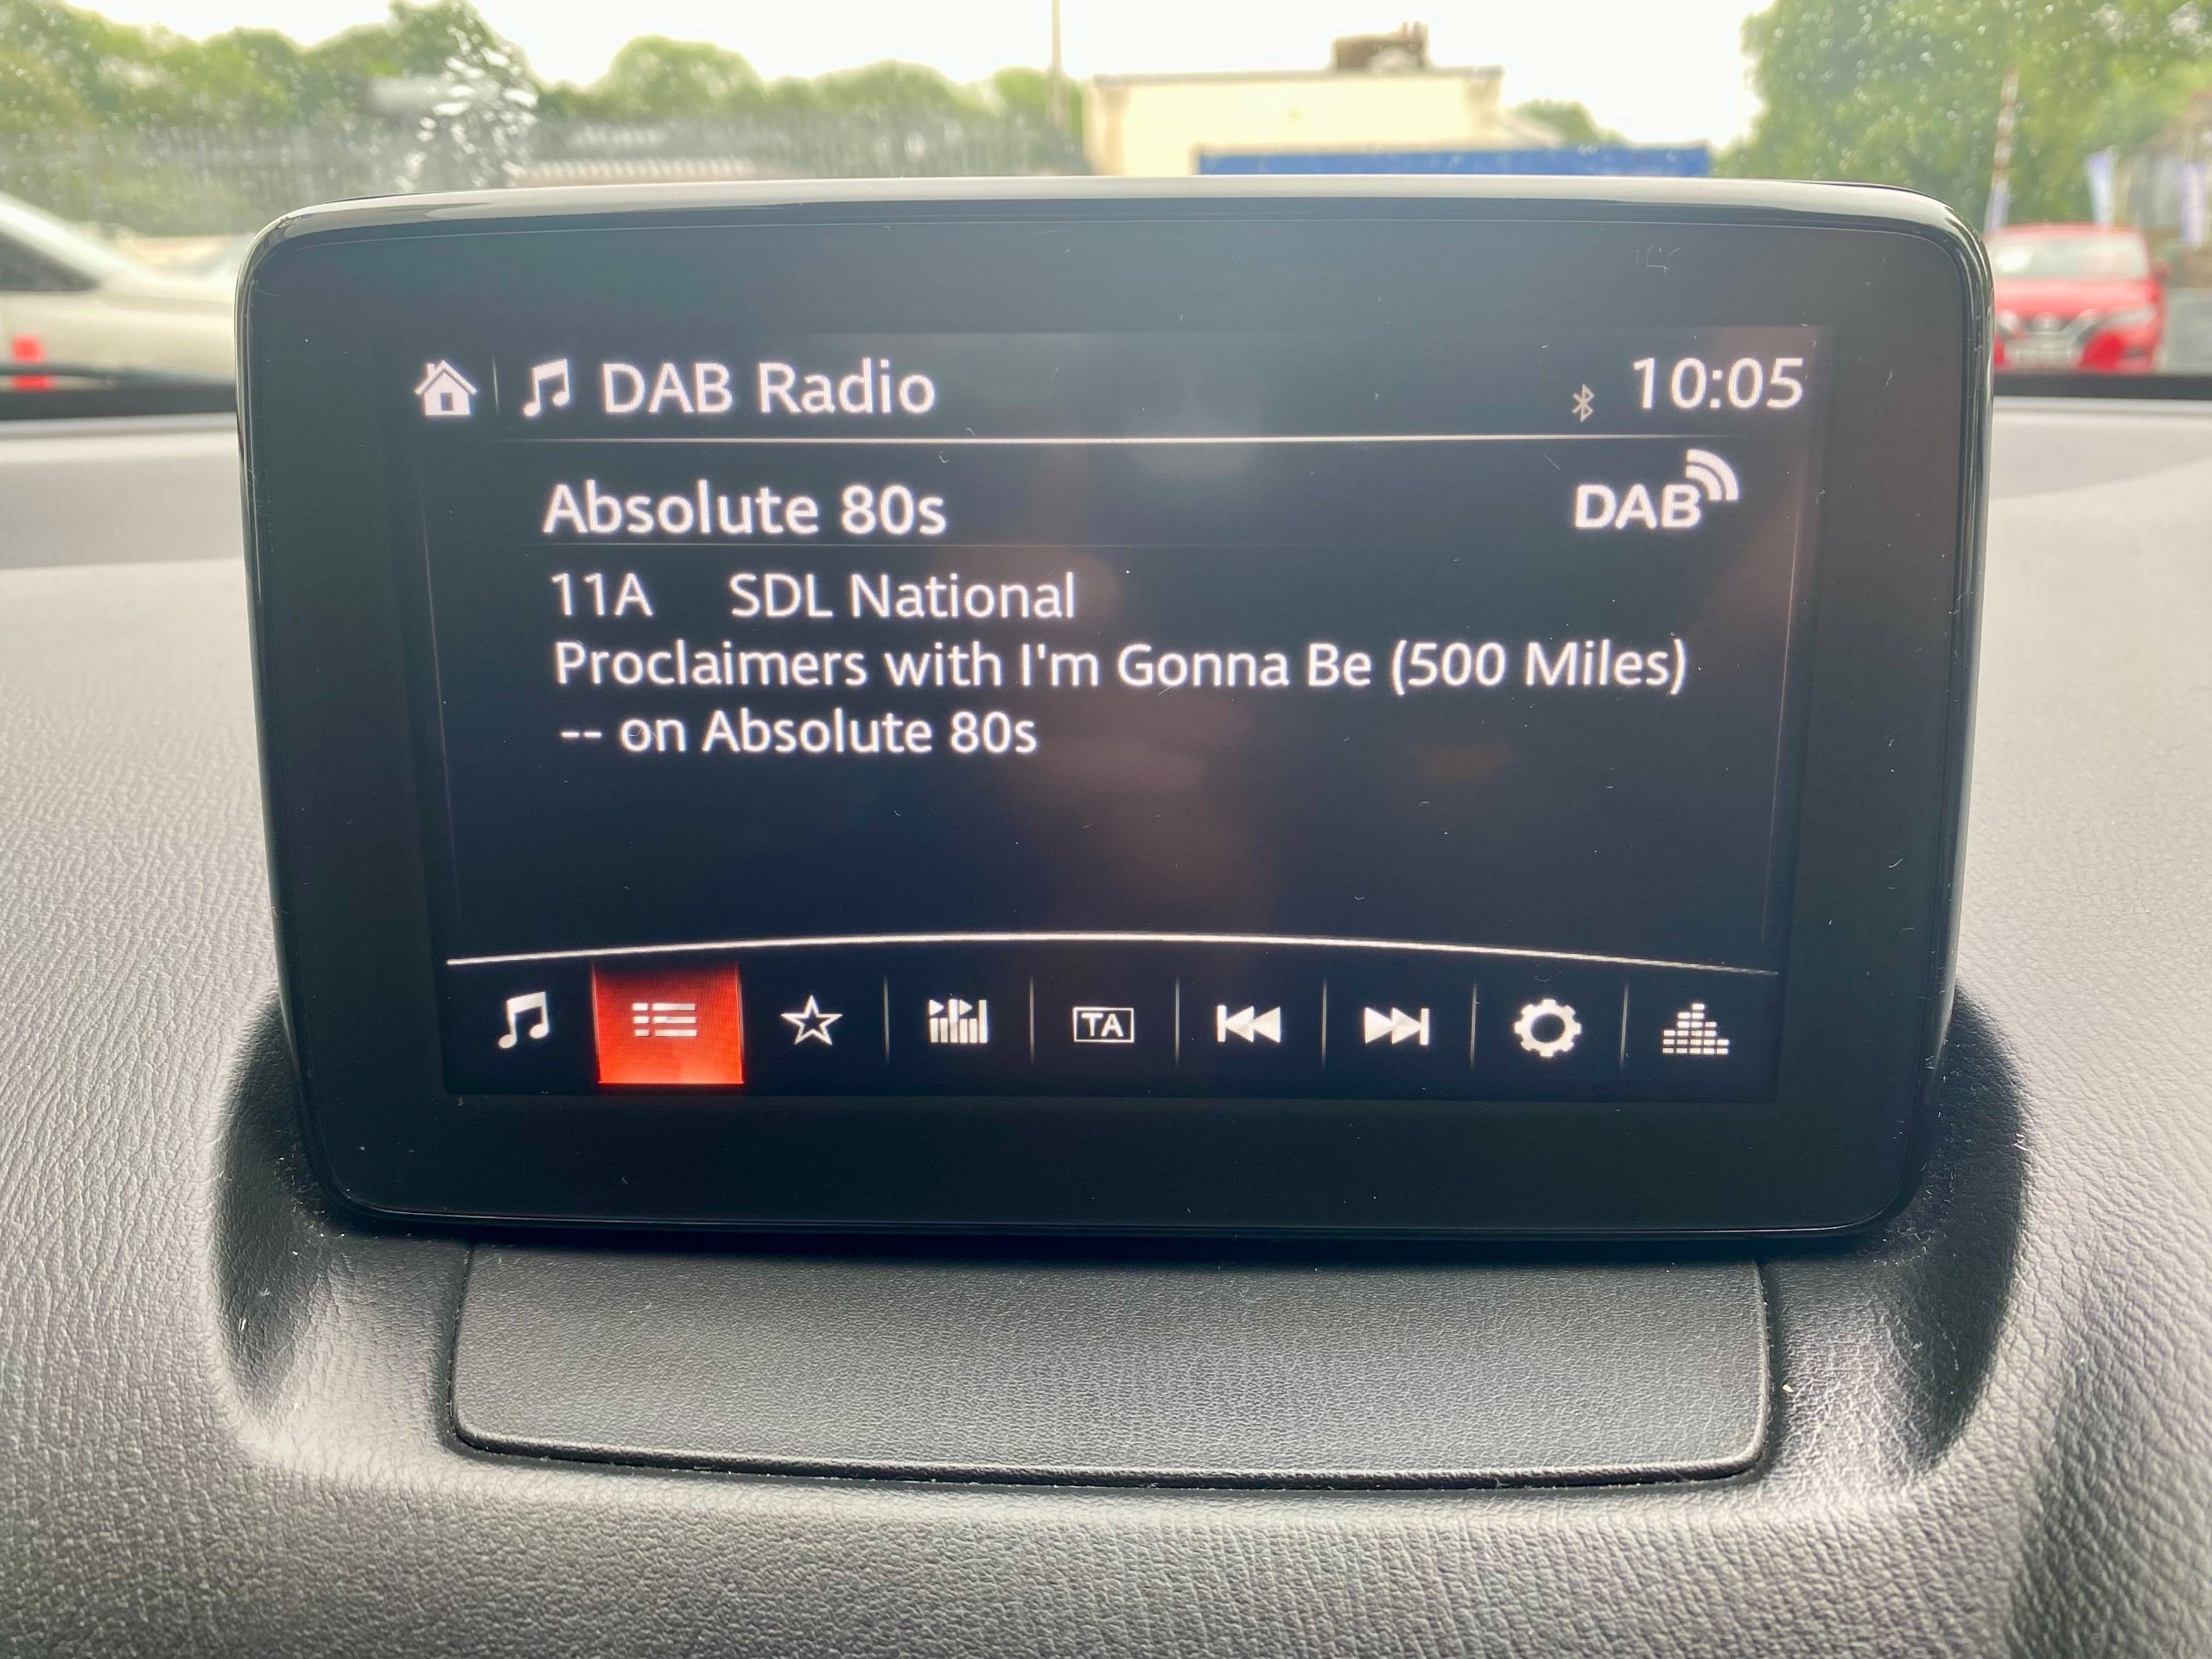 DAB Radio 10:05
Absolute 80s DAB
11A SDL National
Proclaimers with I'm Gonna Be (500 Miles)
-- on Absolute 80s
TA